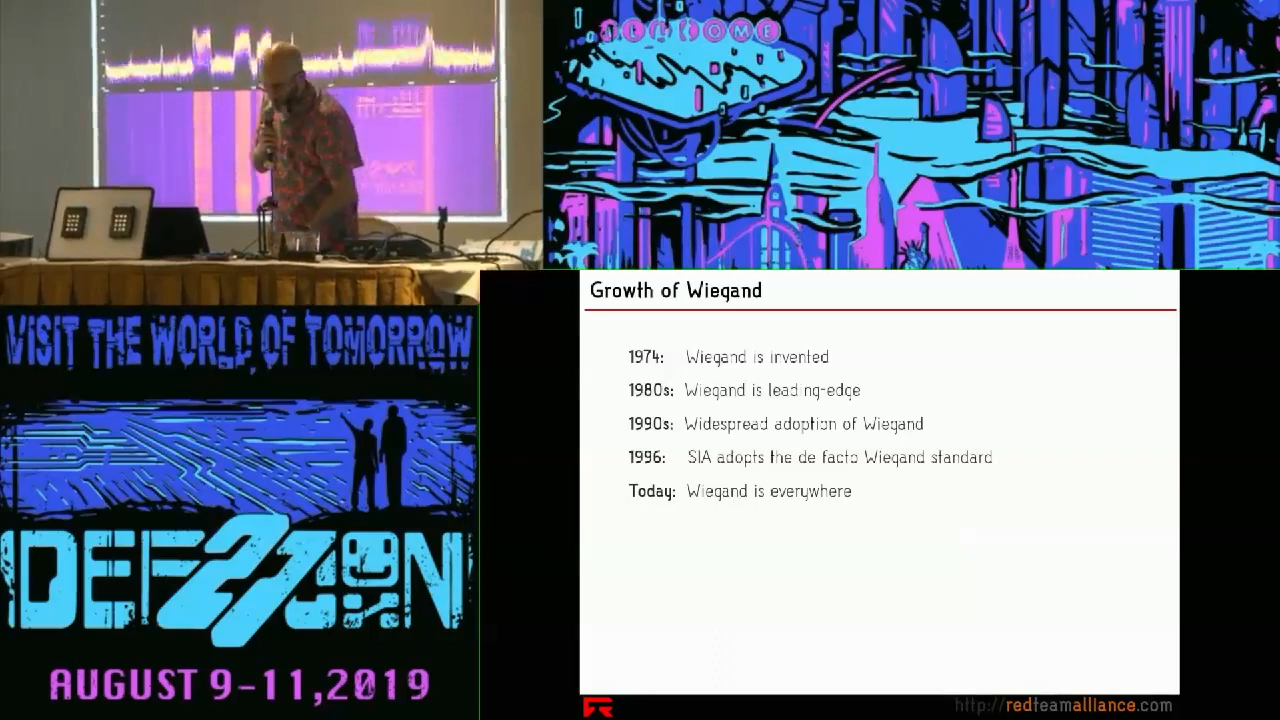 WELCOME
VISIT THE WORLD OF TOMORROW
DEF CON 27
AUGUST 9-11,2019
Growth of Wiegand
1974: Wiegand is invented
1980s: Wiegand is leading-edge
1990s: Widespread adoption of Wiegand
1996: SIA adopts the de facto Wiegand standard
Today: Wiegand is everywhere
http://redteamalliance.com